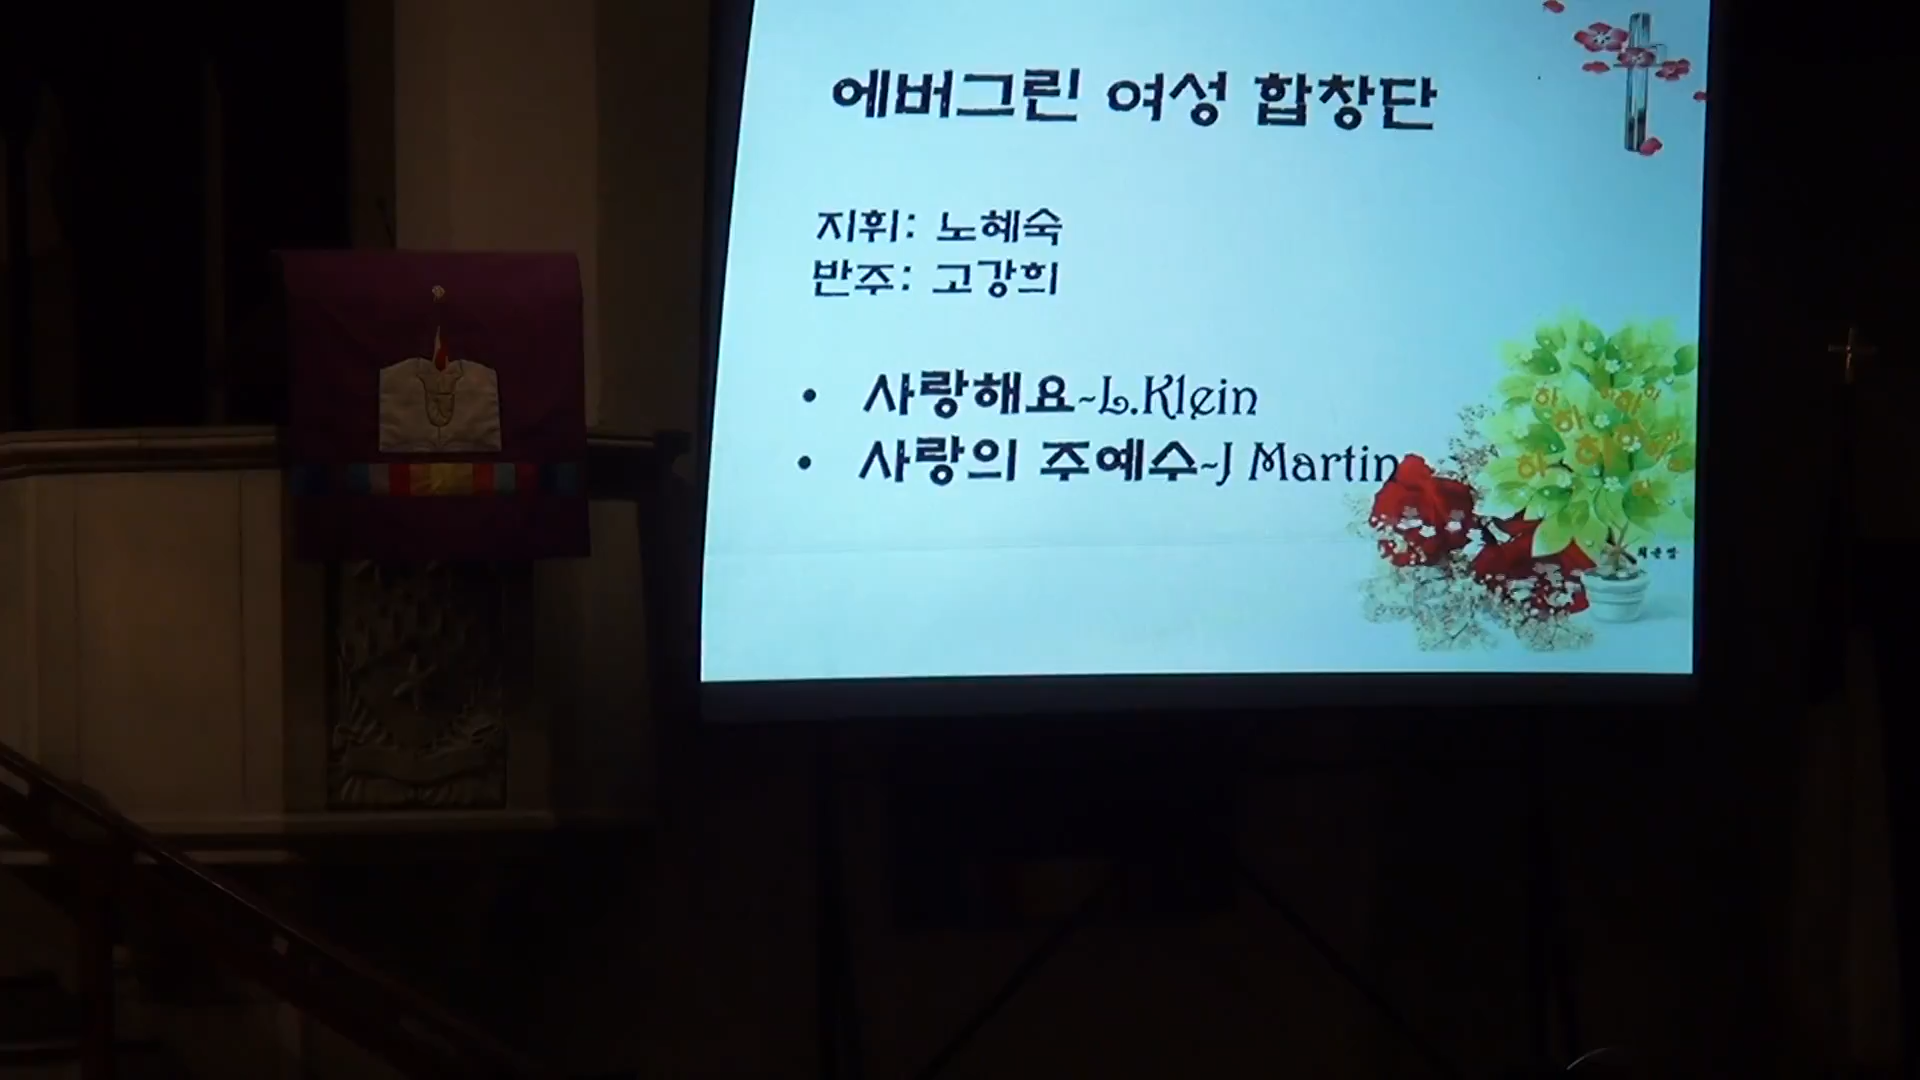 에버그린 여성 합창단
지휘: 노혜숙
반주: 고강희
• 사랑해요~L.Klein
• 사랑의 주예수~J Martin